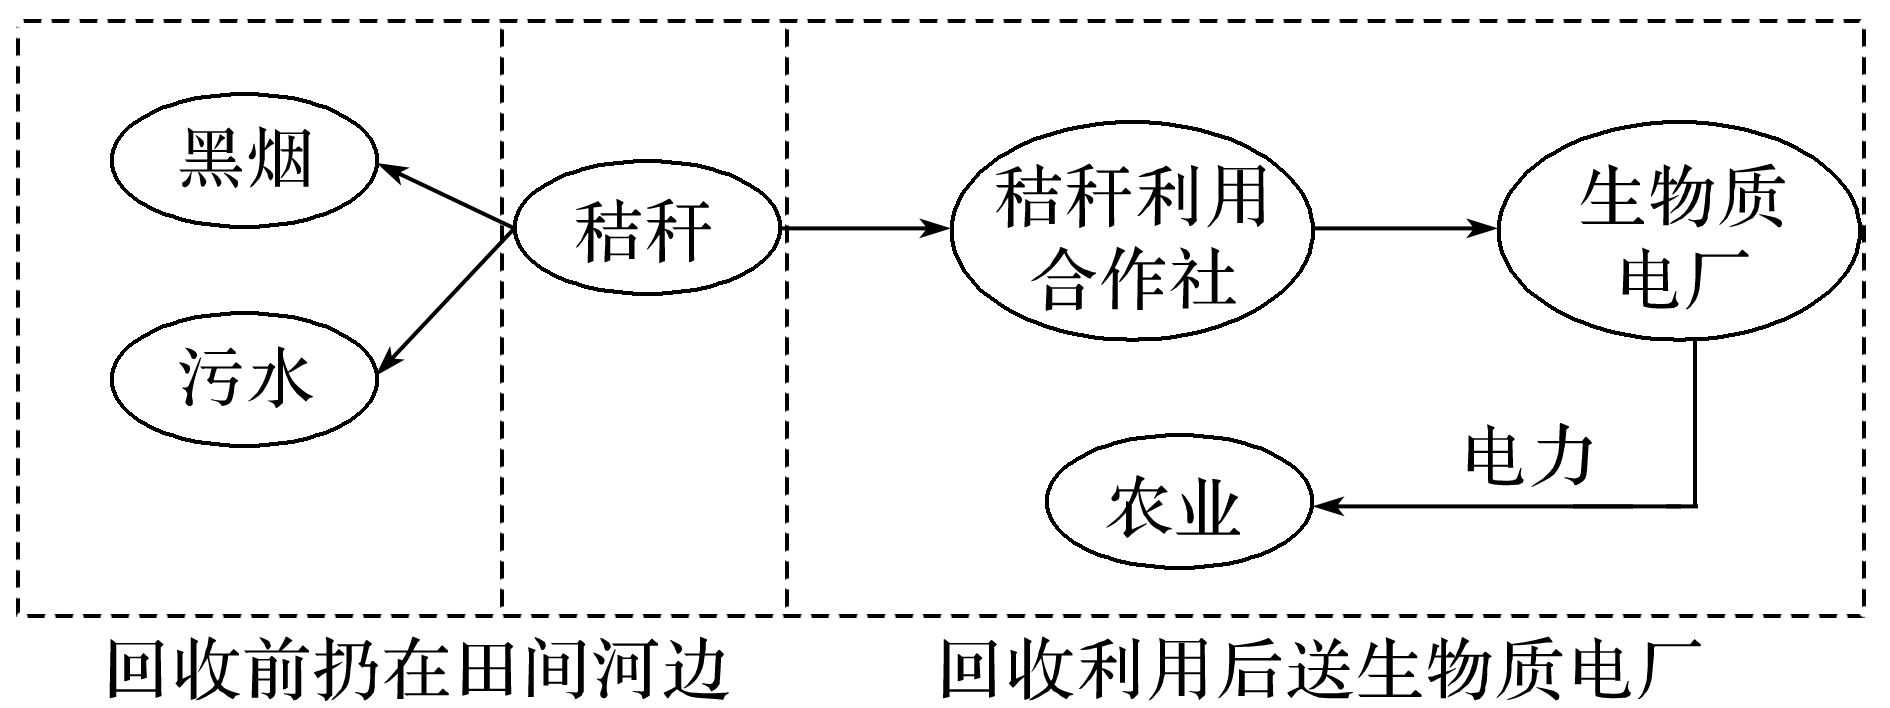 黑烟
污水
秸秆
秸秆利用
合作社
生物质
电厂
电力
农业
回收前扔在田间河边
回收利用后送生物质电厂